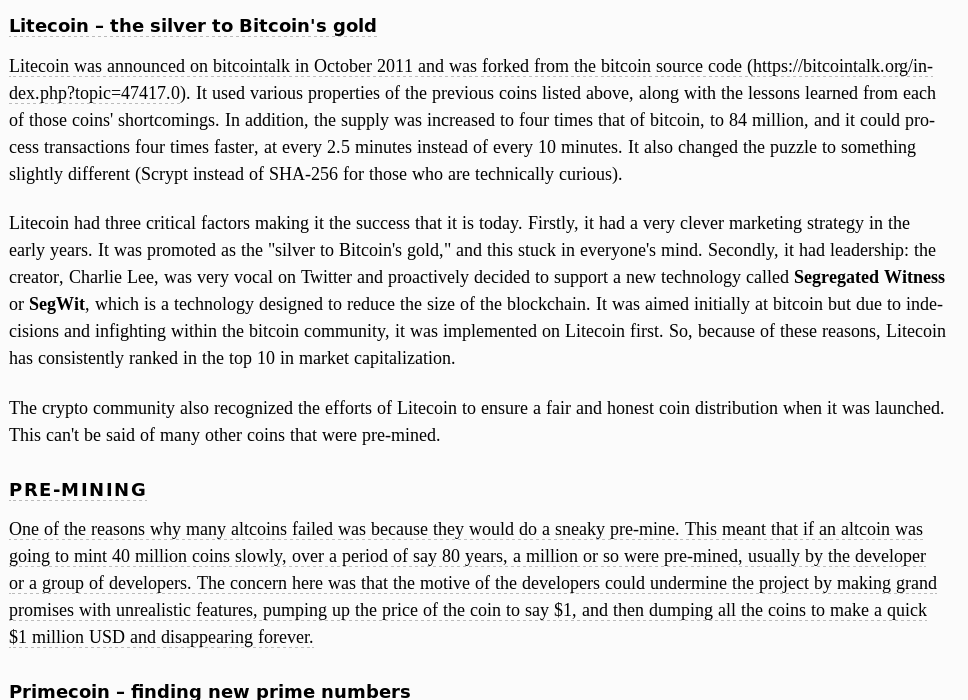 Litecoin – the silver to Bitcoin's gold
Litecoin was announced on bitcointalk in October 2011 and was forked from the bitcoin source code (https://bitcointalk.org/in-
dex.php?topic=47417.0). It used various properties of the previous coins listed above, along with the lessons learned from each
of those coins' shortcomings. In addition, the supply was increased to four times that of bitcoin, to 84 million, and it could pro-
cess transactions four times faster, at every 2.5 minutes instead of every 10 minutes. It also changed the puzzle to something
slightly different (Scrypt instead of SHA-256 for those who are technically curious).
Litecoin had three critical factors making it the success that it is today. Firstly, it had a very clever marketing strategy in the
early years. It was promoted as the "silver to Bitcoin's gold," and this stuck in everyone's mind. Secondly, it had leadership: the
creator, Charlie Lee, was very vocal on Twitter and proactively decided to support a new technology called Segregated Witness
or SegWit, which is a technology designed to reduce the size of the blockchain. It was aimed initially at bitcoin but due to inde-
cisions and infighting within the bitcoin community, it was implemented on Litecoin first. So, because of these reasons, Litecoin
has consistently ranked in the top 10 in market capitalization.
The crypto community also recognized the efforts of Litecoin to ensure a fair and honest coin distribution when it was launched.
This can't be said of many other coins that were pre-mined.
PRE-MINING
One of the reasons why many altcoins failed was because they would do a sneaky pre-mine. This meant that if an altcoin was
going to mint 40 million coins slowly, over a period of say 80 years, a million or so were pre-mined, usually by the developer
or a group of developers. The concern here was that the motive of the developers could undermine the project by making grand
promises with unrealistic features, pumping up the price of the coin to say $1, and then dumping all the coins to make a quick
$1 million USD and disappearing forever.
Primecoin – finding new prime numbers